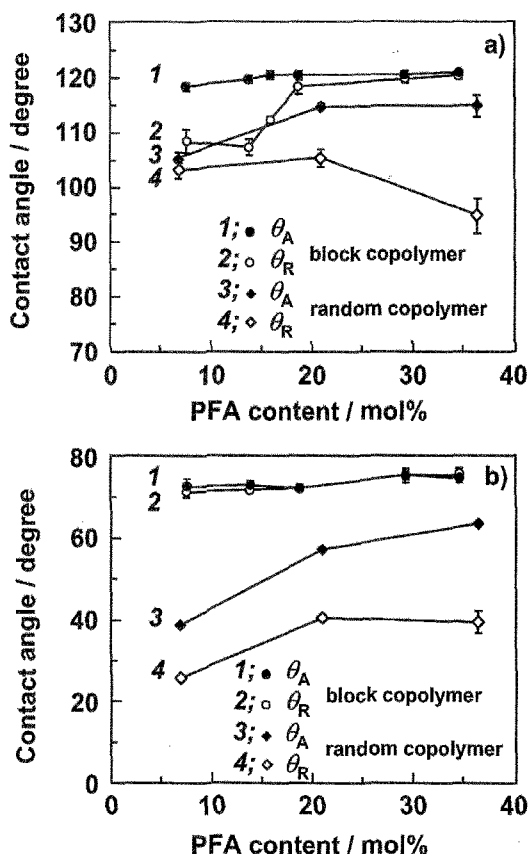 a)
130
120
110
100
90
80
70
Contact angle / degree
1
2
3
4
1; ● θA
2; ○ θR
block copolymer
3; ◆ θA
4; ◇ θR
random copolymer
0 10 20 30 40
PFA content / mol%
b)
80
60
40
20
0
Contact angle / degree
1
2
3
4
1; ● θA
2; ○ θR
block copolymer
3; ◆ θA
4; ◇ θR
random copolymer
0 10 20 30 40
PFA content / mol%